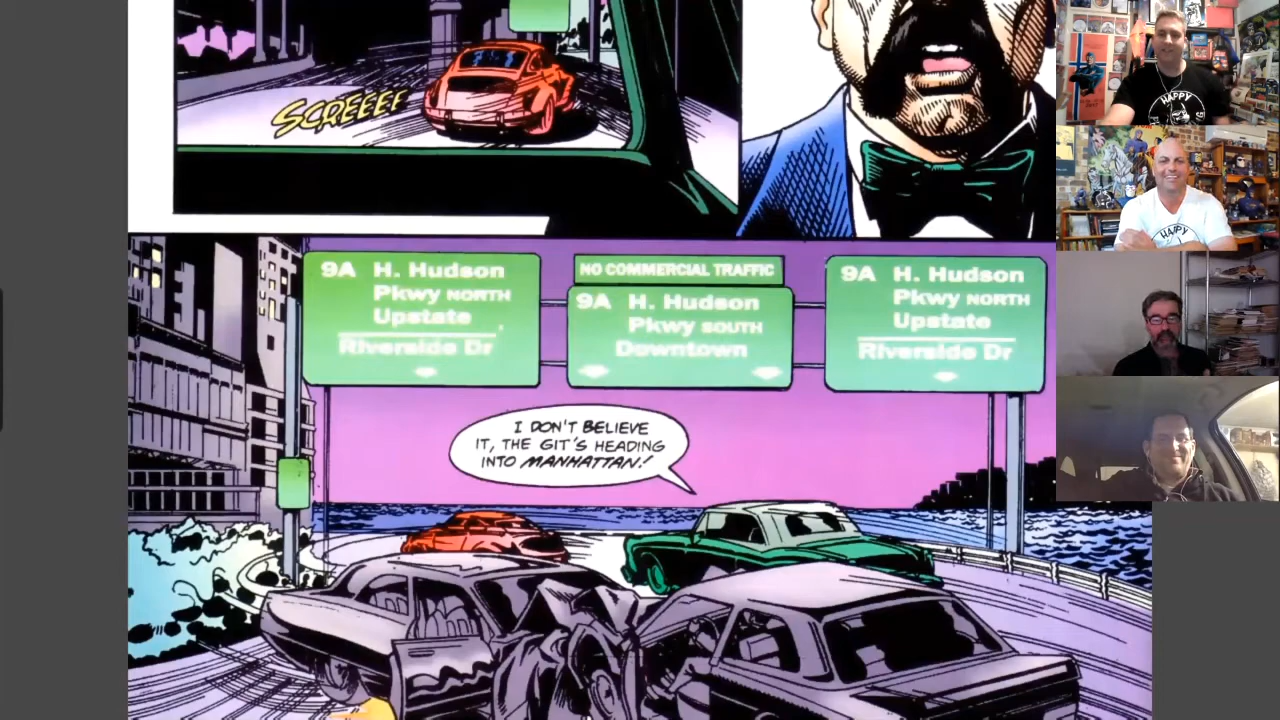 SCREEEE
9A H. Hudson
Pkwy NORTH
Upstate
Riverside Dr
NO COMMERCIAL TRAFFIC
9A H. Hudson
Pkwy SOUTH
Downtown
9A H. Hudson
Pkwy NORTH
Upstate
Riverside Dr
I DON'T BELIEVE
IT, THE GIT'S HEADING
INTO MANHATTAN!
HAPPY
HAPPY